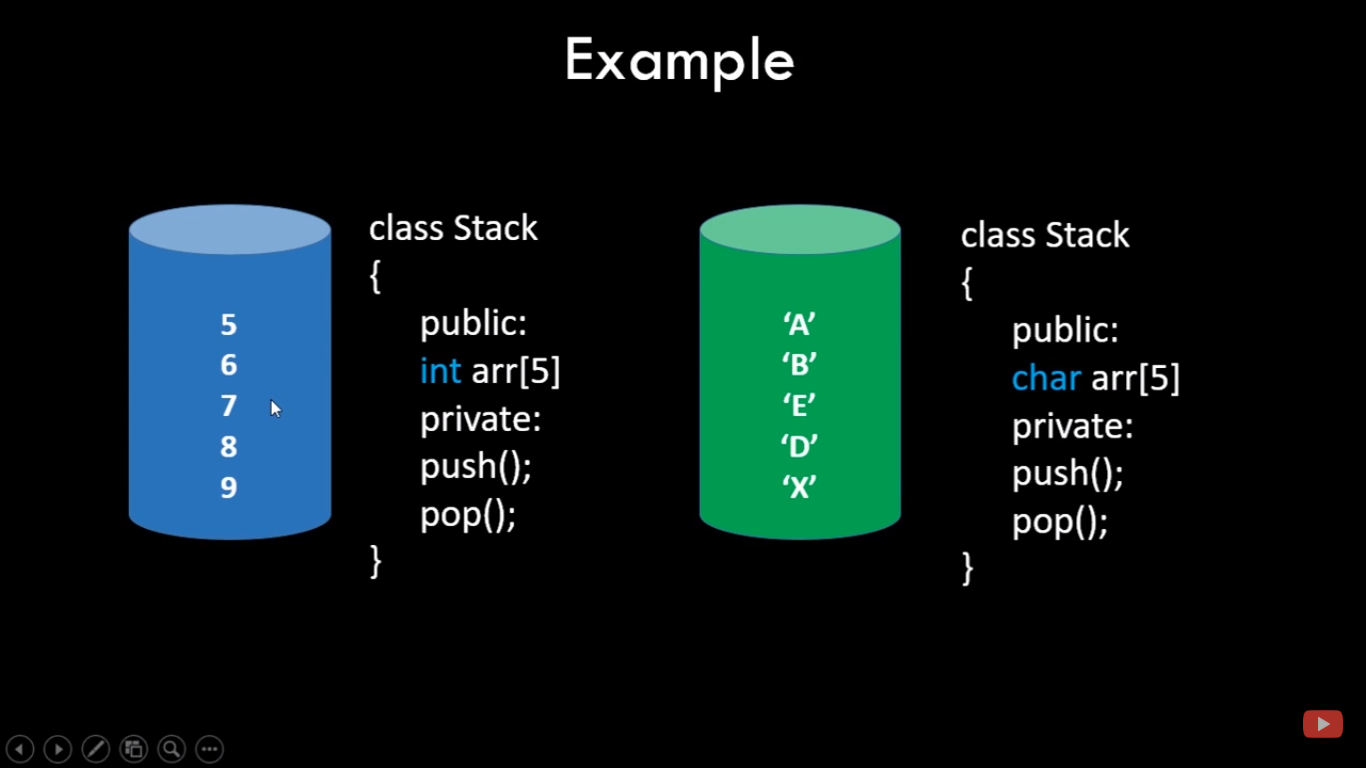 Example
5
6
7
8
9
class Stack
{
public:
int arr[5]
private:
push();
pop();
}
‘A’
‘B’
‘E’
‘D’
‘X’
class Stack
{
public:
char arr[5]
private:
push();
pop();
}